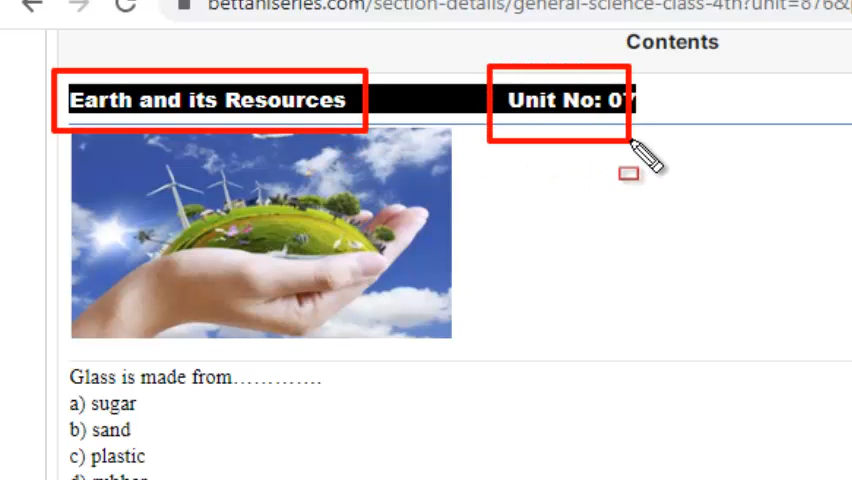 bettaniseries.com/section-details/general-science-class-4th?unit=876&
Contents
Earth and its Resources Unit No: 07
Glass is made from………….
a) sugar
b) sand
c) plastic
d) rubber